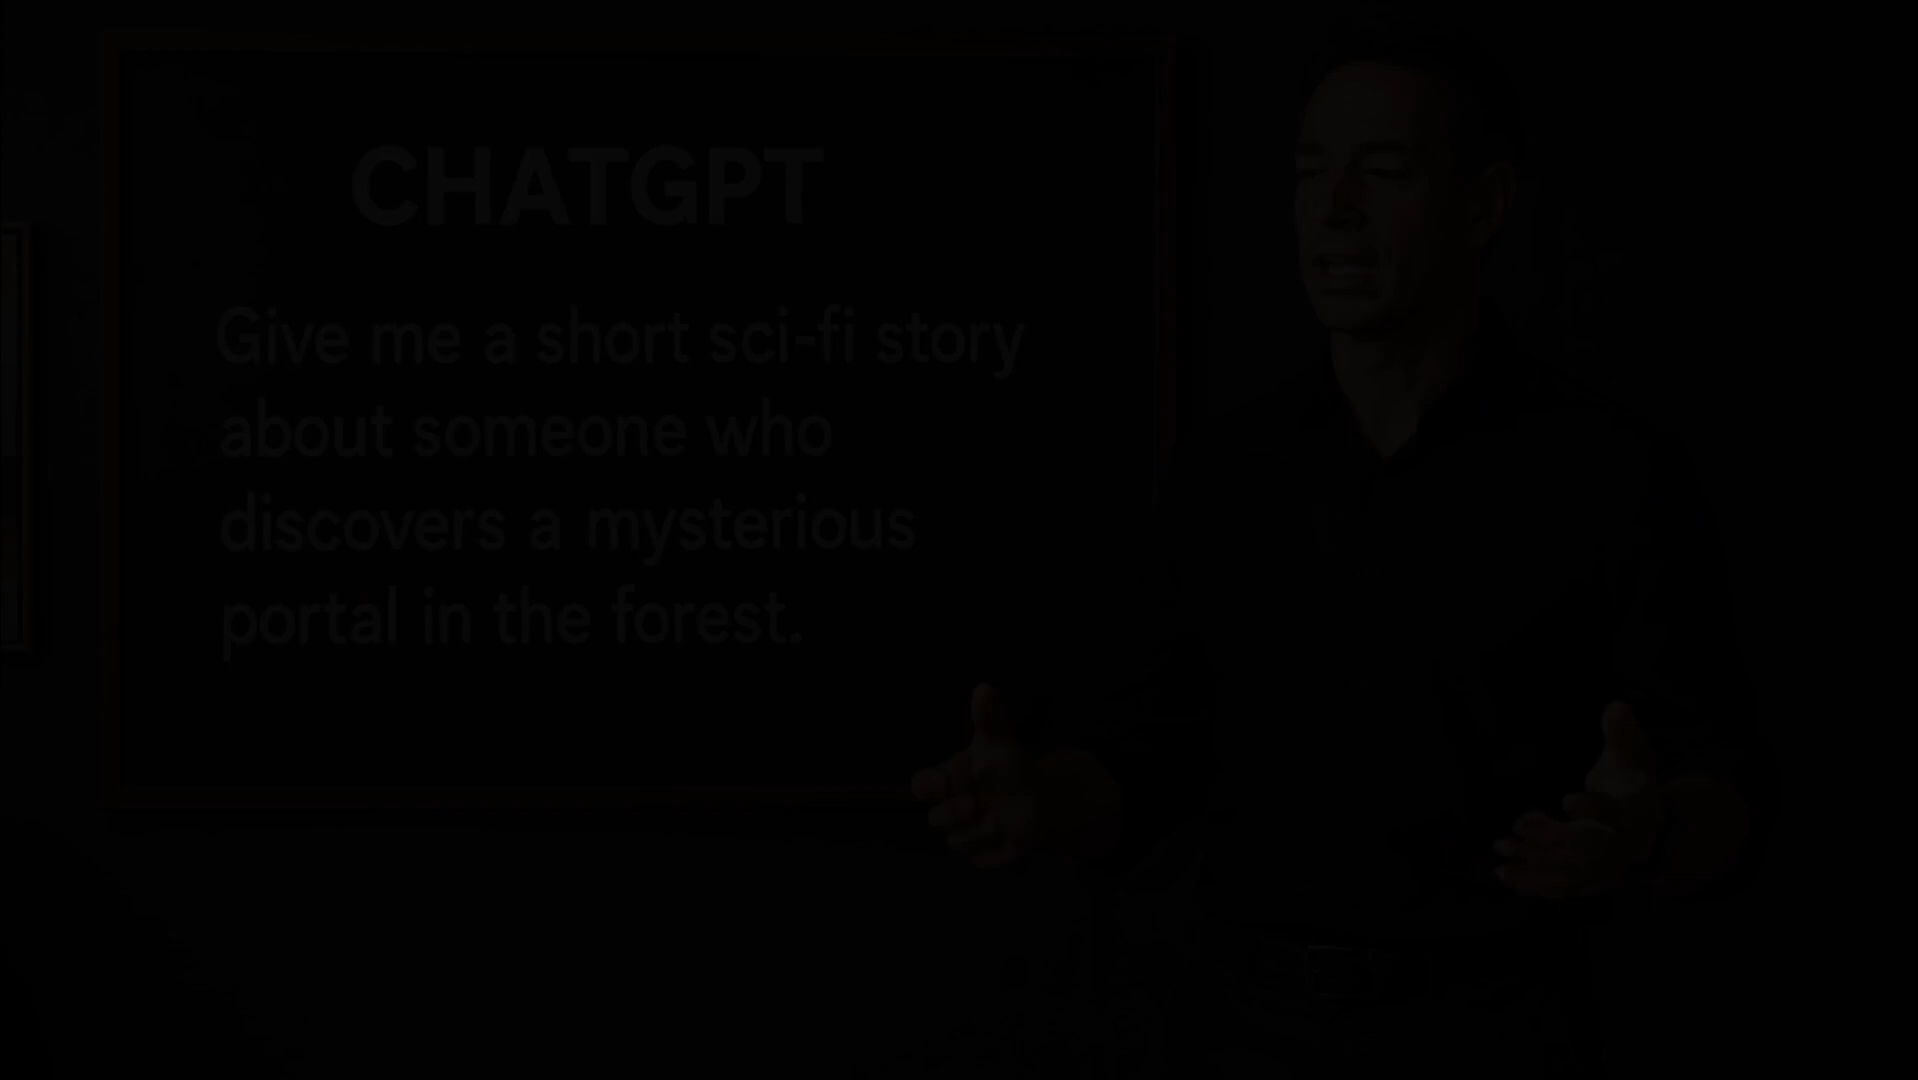 CHATGPT
Give me a short sci-fi story
about someone who
discovers a mysterious
portal in the forest.